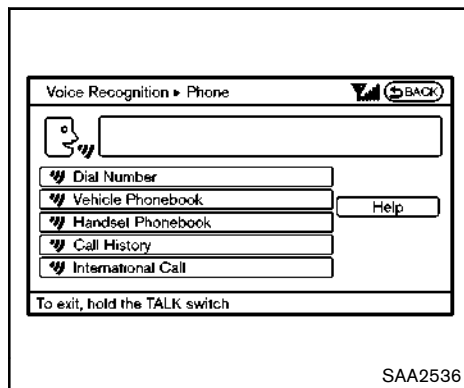 Voice Recognition ▸ Phone BACK
Dial Number
Vehicle Phonebook
Help
Handset Phonebook
Call History
International Call
To exit, hold the TALK switch
SAA2536